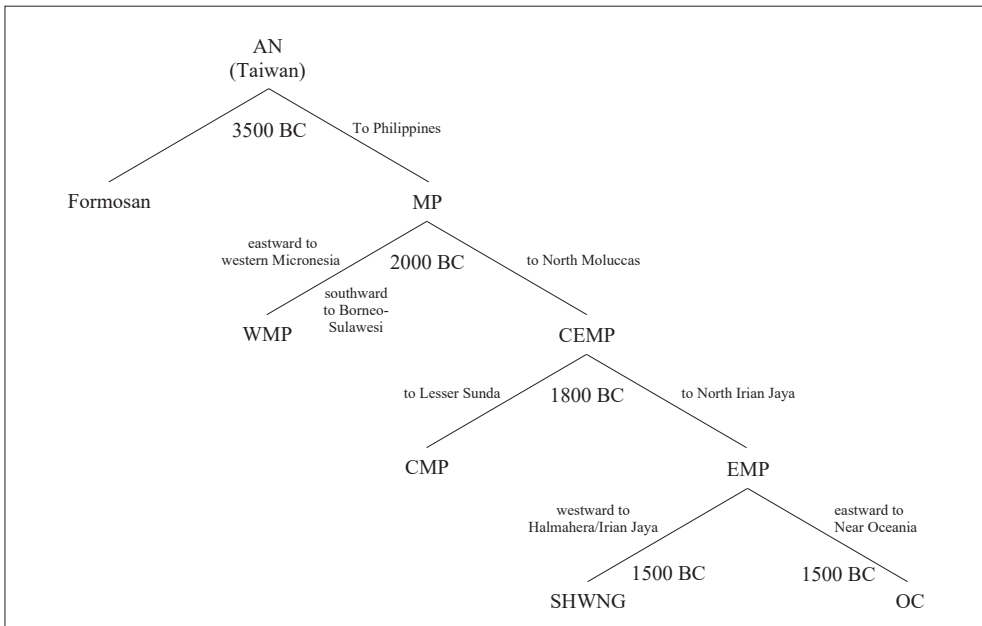 AN
(Taiwan)
3500 BC
To Philippines
Formosan
MP
eastward to
western Micronesia
2000 BC
to North Moluccas
southward
to Borneo-
Sulawesi
WMP
CEMP
to Lesser Sunda
1800 BC
to North Irian Jaya
CMP
EMP
westward to
Halmahera/Irian Jaya
eastward to
Near Oceania
1500 BC
1500 BC
SHWNG
OC